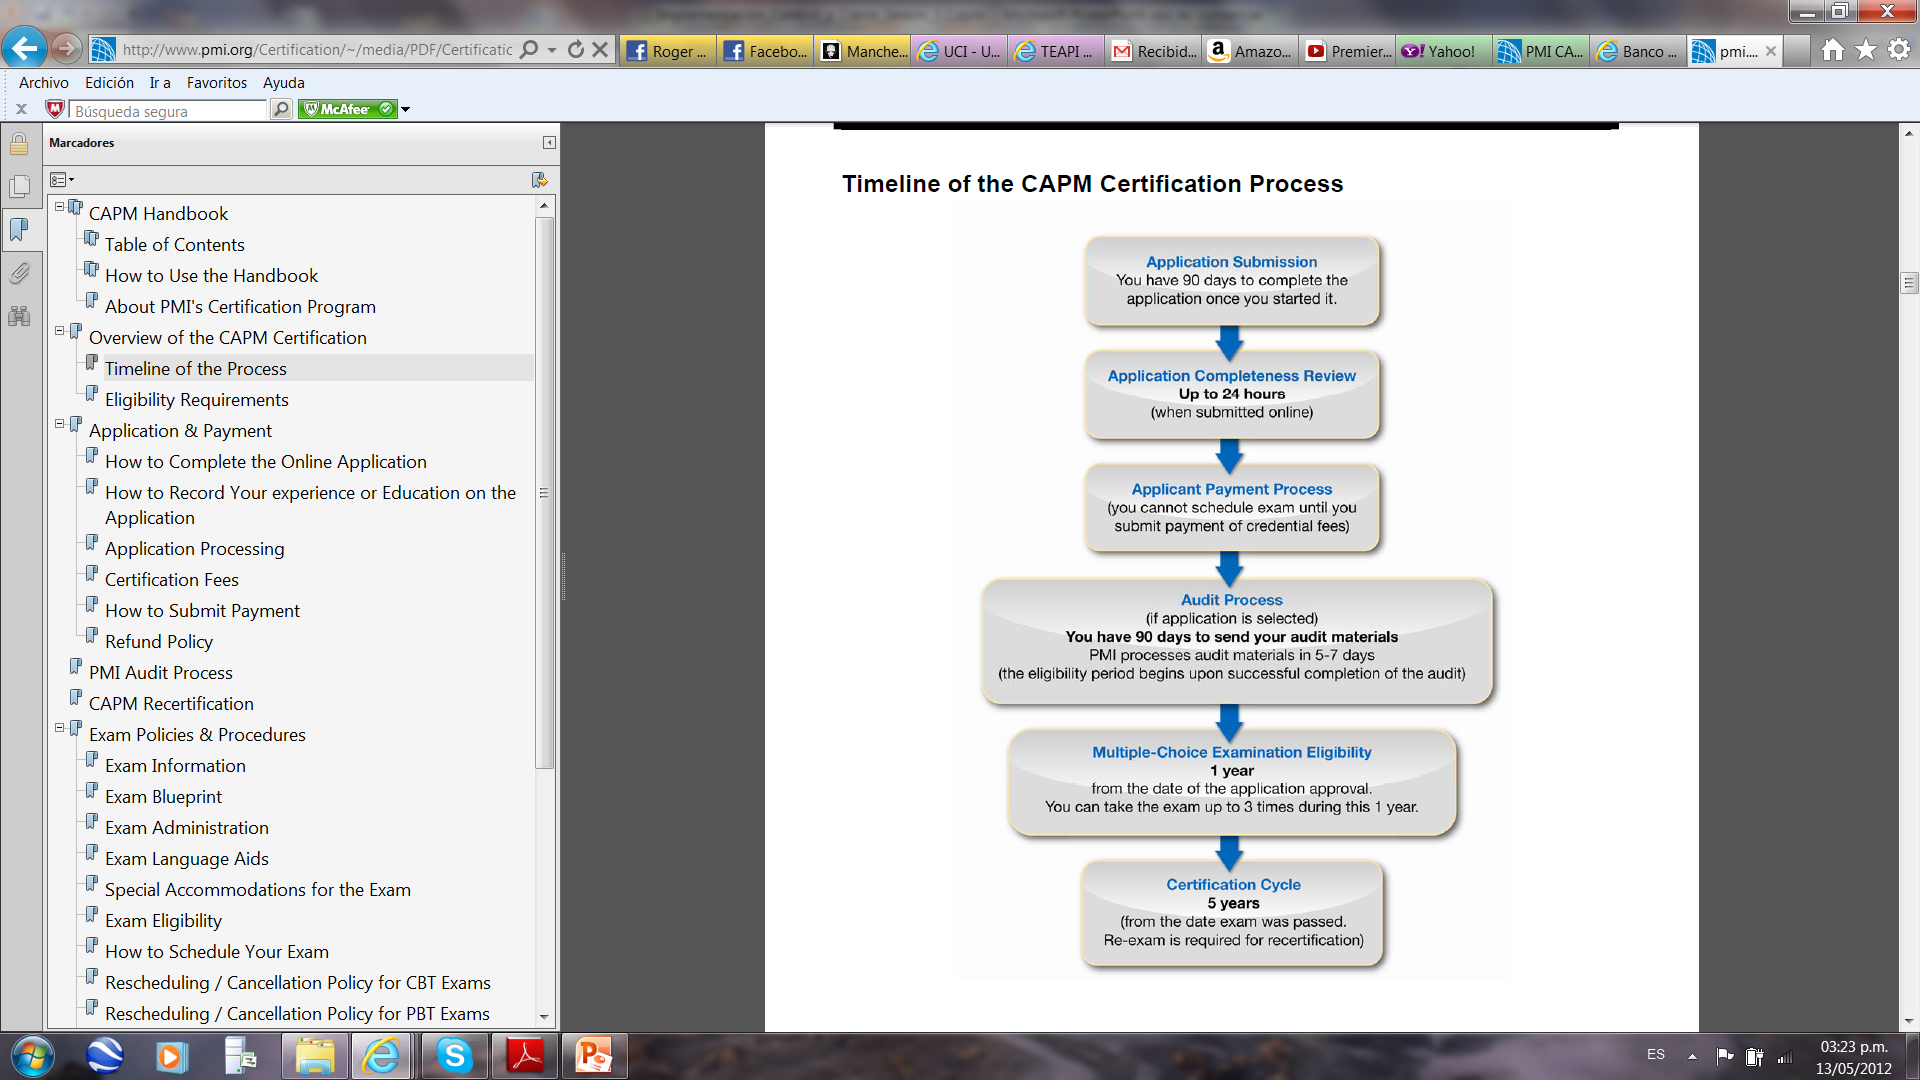 http://www.pmi.org/Certification/~/media/PDF/Certificatic
Roger ...
Facebo...
Manche...
UCI - U...
TEAPI ...
Recibid...
Amazo...
Premier...
Yahoo!
PMI CA...
Banco ...
pmi....
Archivo Edición Ir a Favoritos Ayuda
Búsqueda segura
McAfee
Marcadores
CAPM Handbook
Table of Contents
How to Use the Handbook
About PMI's Certification Program
Overview of the CAPM Certification
Timeline of the Process
Eligibility Requirements
Application & Payment
How to Complete the Online Application
How to Record Your experience or Education on the
Application
Application Processing
Certification Fees
How to Submit Payment
Refund Policy
PMI Audit Process
CAPM Recertification
Exam Policies & Procedures
Exam Information
Exam Blueprint
Exam Administration
Exam Language Aids
Special Accommodations for the Exam
Exam Eligibility
How to Schedule Your Exam
Rescheduling / Cancellation Policy for CBT Exams
Rescheduling / Cancellation Policy for PBT Exams
Timeline of the CAPM Certification Process
Application Submission
You have 90 days to complete the
application once you started it.
Application Completeness Review
Up to 24 hours
(when submitted online)
Applicant Payment Process
(you cannot schedule exam until you
submit payment of credential fees)
Audit Process
(if application is selected)
You have 90 days to send your audit materials
PMI processes audit materials in 5-7 days
(the eligibility period begins upon successful completion of the audit)
Multiple-Choice Examination Eligibility
1 year
from the date of the application approval.
You can take the exam up to 3 times during this 1 year.
Certification Cycle
5 years
(from the date exam was passed.
Re-exam is required for recertification)
ES
03:23 p.m.
13/05/2012